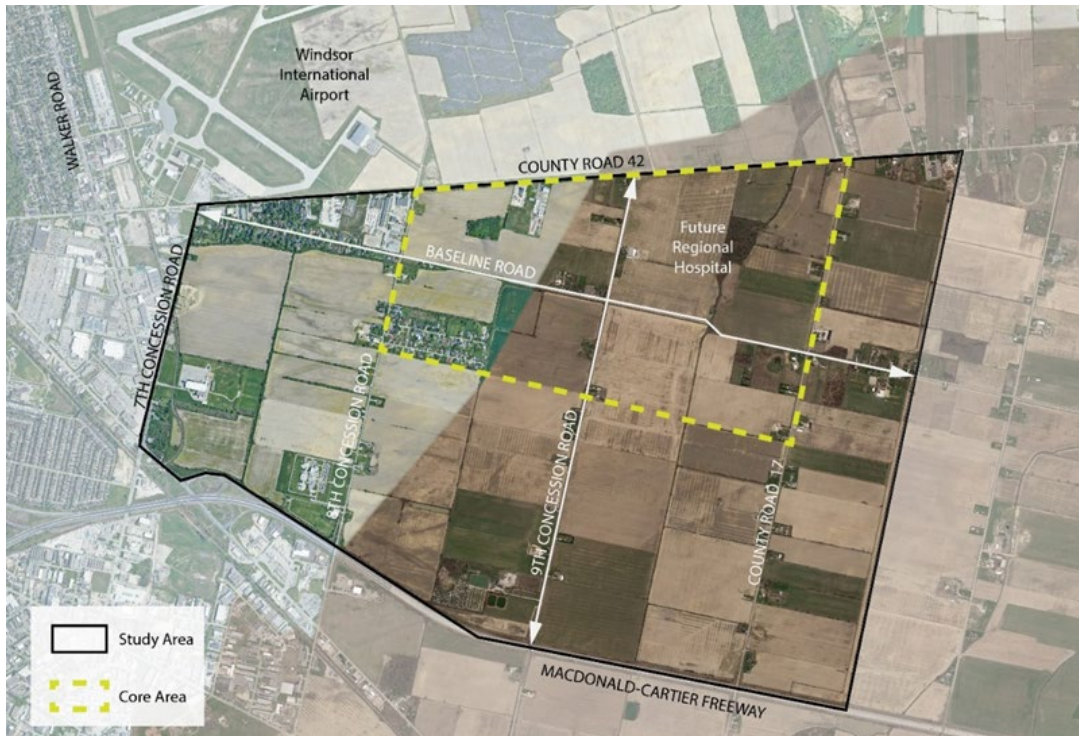 Windsor
International
Airport
WALKER ROAD
COUNTY ROAD 42
Future
Regional
Hospital
BASELINE ROAD
7TH CONCESSION ROAD
8TH CONCESSION ROAD
9TH CONCESSION ROAD
COUNTY ROAD 17
MACDONALD-CARTIER FREEWAY
Study Area
Core Area